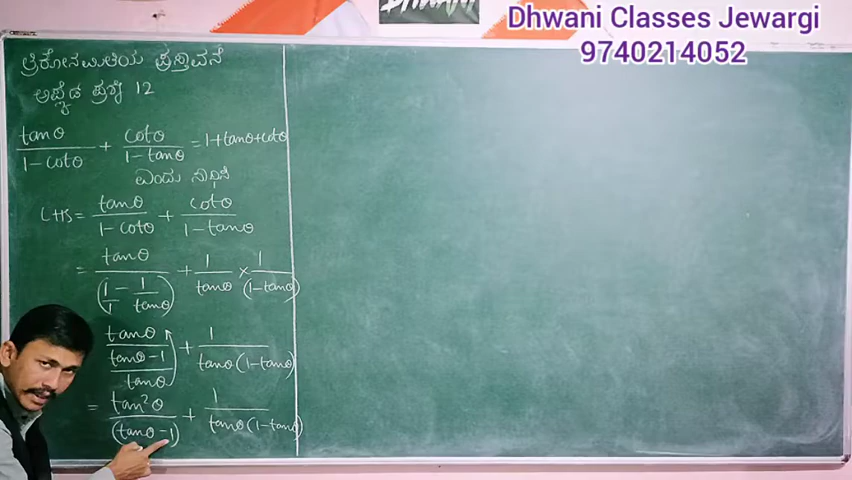 DHWANI
Dhwani Classes Jewargi
9740214052
ತ್ರಿಕೋನಮಿತಿಯ ಪ್ರಸ್ತಾವನೆ
ಪ್ರಶ್ನೆ 12
tanθ/(1-cotθ) + cotθ/(1-tanθ) = 1+tanθ+cotθ
ಎಂದು ಸಾಧಿಸಿ
LHS = tanθ/(1-cotθ) + cotθ/(1-tanθ)
= tanθ/(1/1 - 1/tanθ) + 1/tanθ × 1/(1-tanθ)
tanθ/((tanθ-1)/tanθ) + 1/(tanθ(1-tanθ))
= tan²θ/(tanθ-1) + 1/(tanθ(1-tanθ))